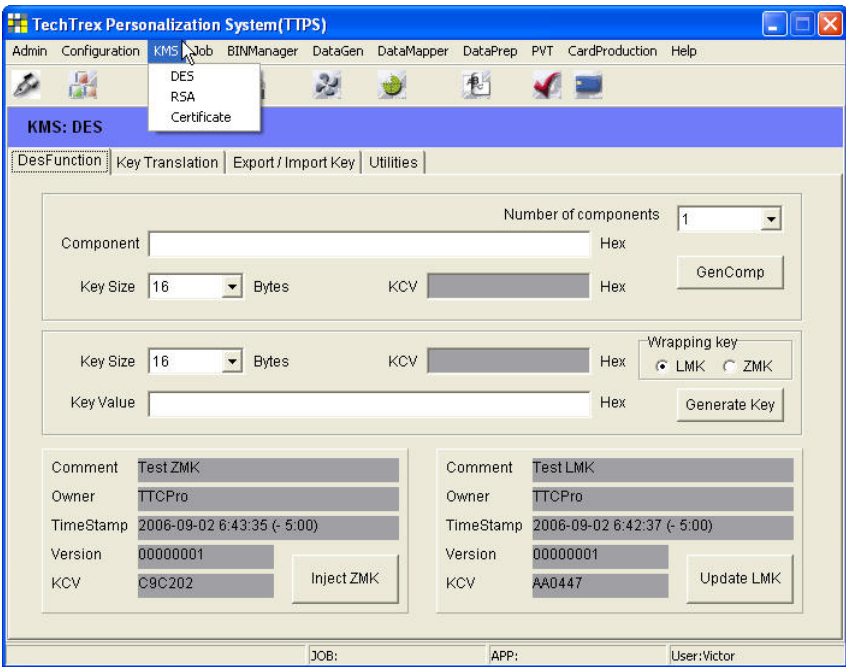 TechTrex Personalization System(TTPS)
Admin Configuration KMS Job BINManager DataGen DataMapper DataPrep PVT CardProduction Help
DES
RSA
Certificate
KMS: DES
DesFunction Key Translation Export / Import Key Utilities
Number of components 1
Component Hex
GenComp
Key Size 16 Bytes KCV Hex
Wrapping key
Key Size 16 Bytes KCV Hex LMK ZMK
Key Value Hex Generate Key
Comment Test ZMK
Owner TTCPro
TimeStamp 2006-09-02 6:43:35 (- 5:00)
Version 00000001
KCV C9C202
Inject ZMK
Comment Test LMK
Owner TTCPro
TimeStamp 2006-09-02 6:42:37 (- 5:00)
Version 00000001
KCV AA0447
Update LMK
JOB: APP: User:Victor